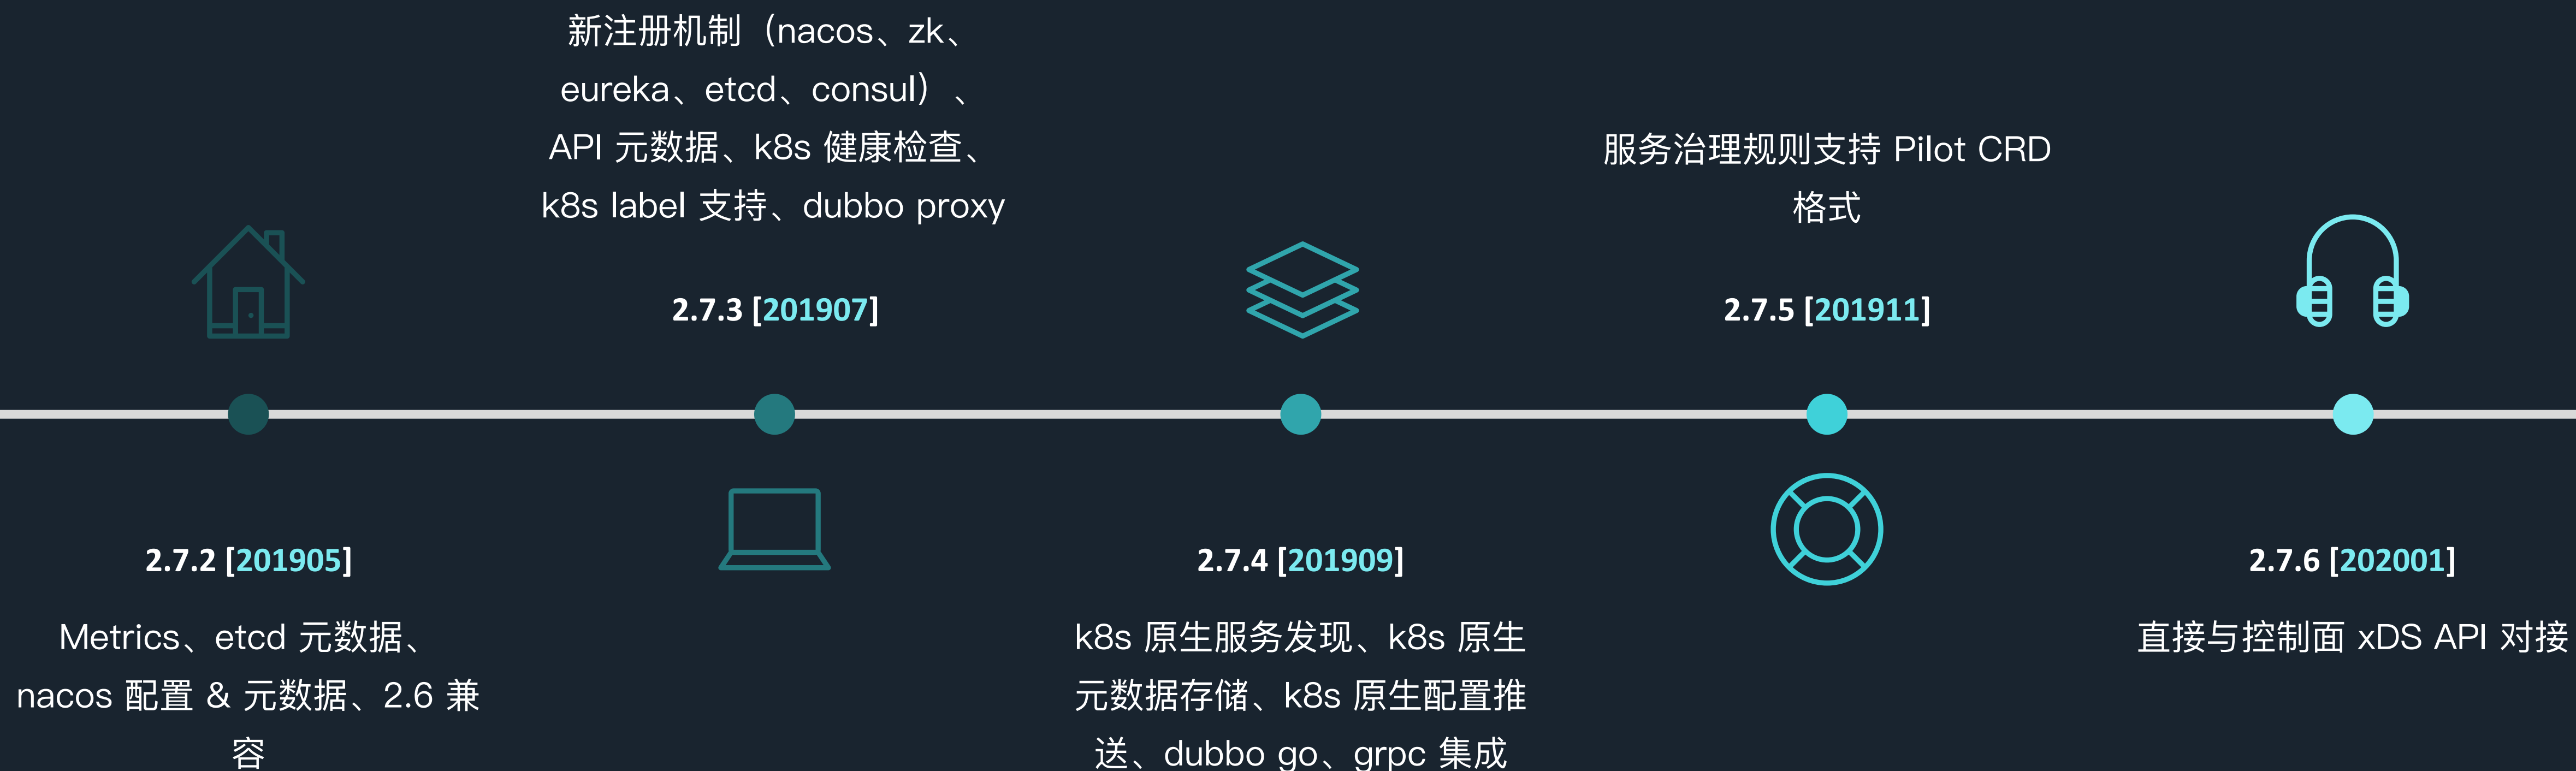 2.7.2 [201905]
Metrics、etcd 元数据、
nacos 配置 & 元数据、2.6 兼
容
新注册机制（nacos、zk、
eureka、etcd、consul） 、
API 元数据、k8s 健康检查、
k8s label 支持、dubbo proxy
2.7.3 [201907]
2.7.4 [201909]
k8s 原生服务发现、k8s 原生
元数据存储、k8s 原生配置推
送、dubbo go、grpc 集成
服务治理规则支持 Pilot CRD
格式
2.7.5 [201911]
2.7.6 [202001]
直接与控制面 xDS API 对接